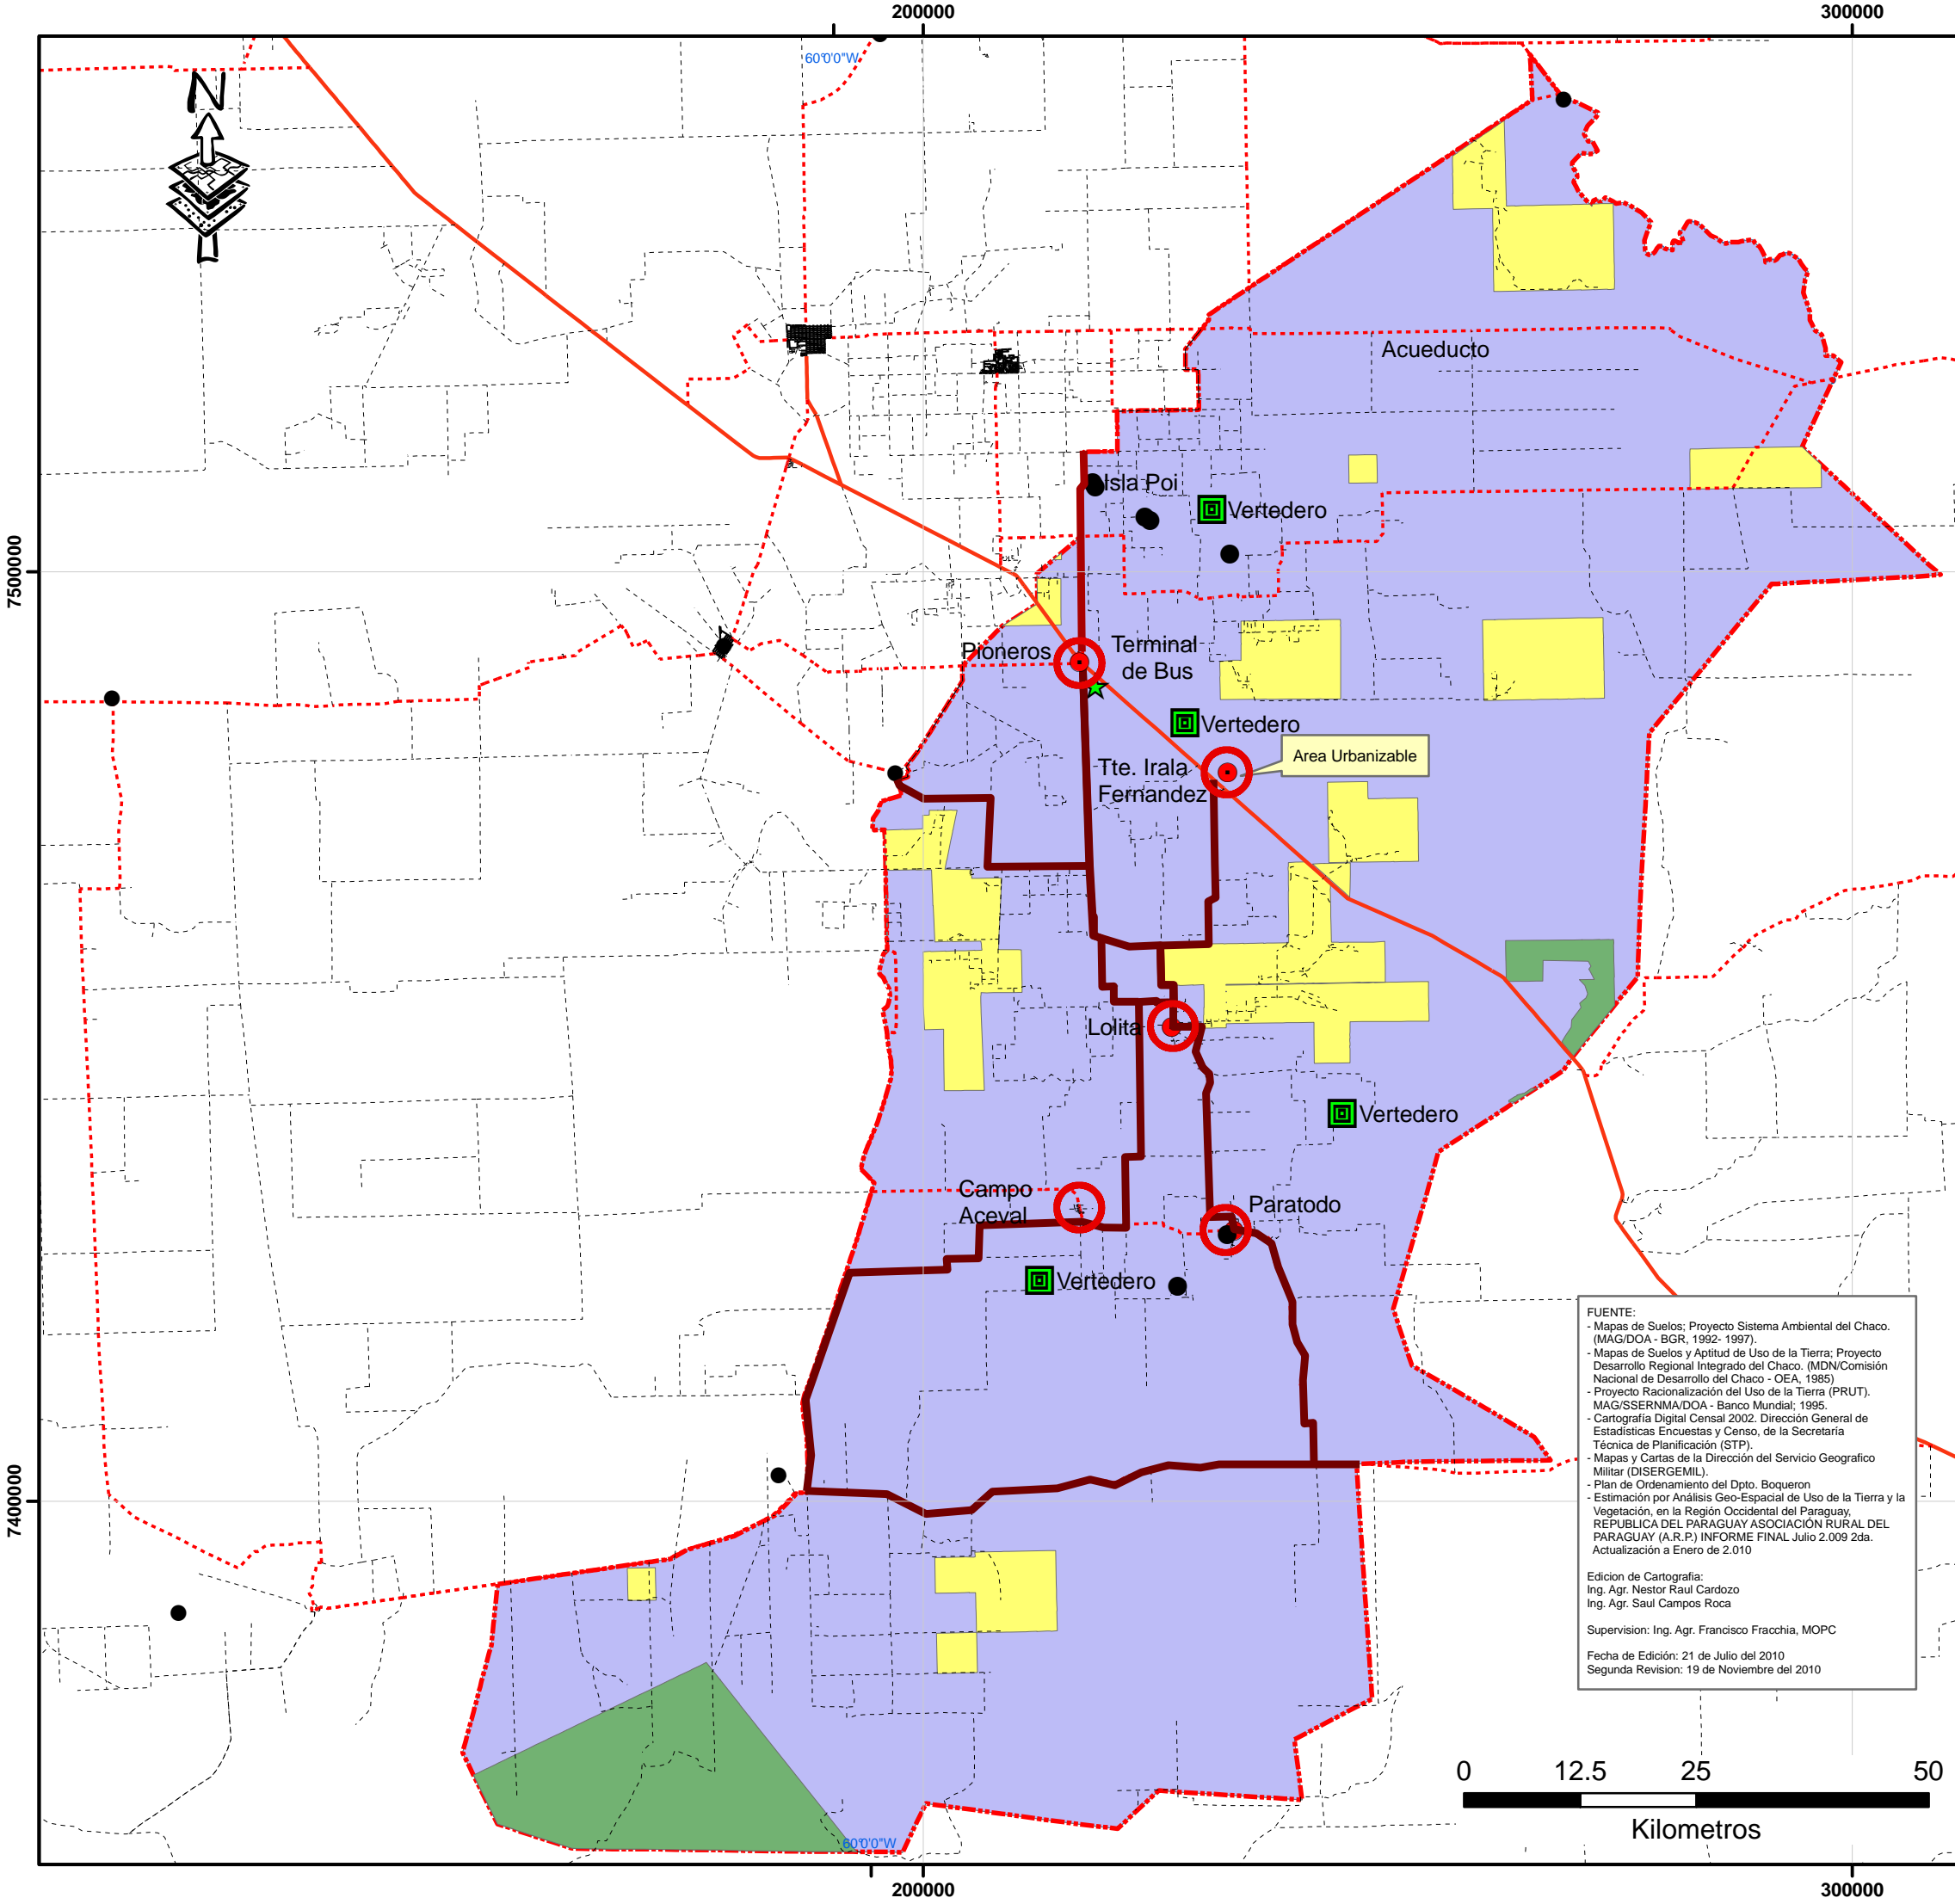 200000
300000
60°0'0"W
N
Acueducto
Isla Poi
Vertedero
7500000
Pioneros
Terminal
de Bus
Vertedero
Area Urbanizable
Tte. Irala
Fernandez
Lolita
Vertedero
Campo
Aceval
Paratodo
Vertedero
FUENTE:
- Mapas de Suelos; Proyecto Sistema Ambiental del Chaco.
(MAG/DOA - BGR, 1992- 1997).
- Mapas de Suelos y Aptitud de Uso de la Tierra; Proyecto
Desarrollo Regional Integrado del Chaco. (MDN/Comisión
Nacional de Desarrollo del Chaco - OEA, 1985)
- Proyecto Racionalización del Uso de la Tierra (PRUT).
MAG/SSERNMA/DOA - Banco Mundial; 1995.
- Cartografía Digital Censal 2002. Dirección General de
Estadísticas Encuestas y Censo, de la Secretaría
Técnica de Planificación (STP).
- Mapas y Cartas de la Dirección del Servicio Geografico
Militar (DISERGEMIL).
- Plan de Ordenamiento del Dpto. Boqueron
- Estimación por Análisis Geo-Espacial de Uso de la Tierra y la
Vegetación, en la Región Occidental del Paraguay,
REPUBLICA DEL PARAGUAY ASOCIACIÓN RURAL DEL
PARAGUAY (A.R.P.) INFORME FINAL Julio 2.009 2da.
Actualización a Enero de 2.010
Edicion de Cartografia:
Ing. Agr. Nestor Raul Cardozo
Ing. Agr. Saul Campos Roca
Supervision: Ing. Agr. Francisco Fracchia, MOPC
Fecha de Edición: 21 de Julio del 2010
Segunda Revision: 19 de Noviembre del 2010
7400000
0 12.5 25 50
Kilometros
60°0'0"W
200000
300000